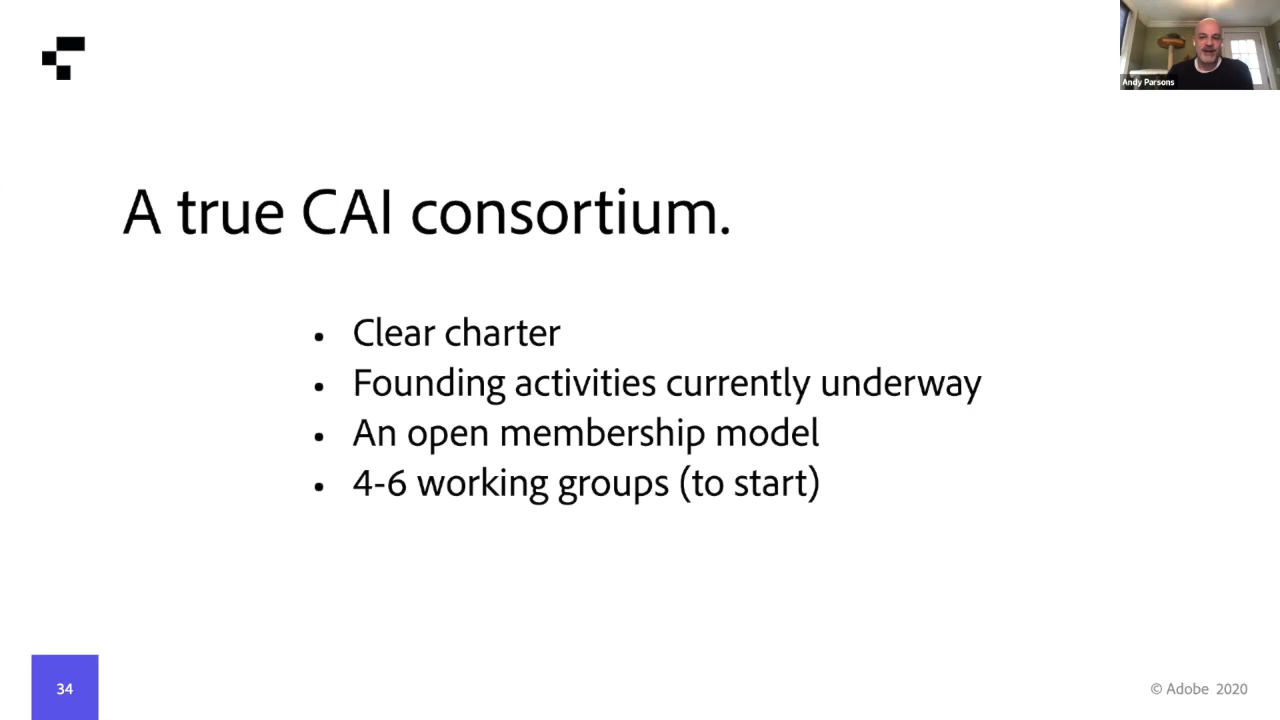 Andy Parsons
A true CAI consortium.
• Clear charter
• Founding activities currently underway
• An open membership model
• 4-6 working groups (to start)
34
© Adobe 2020